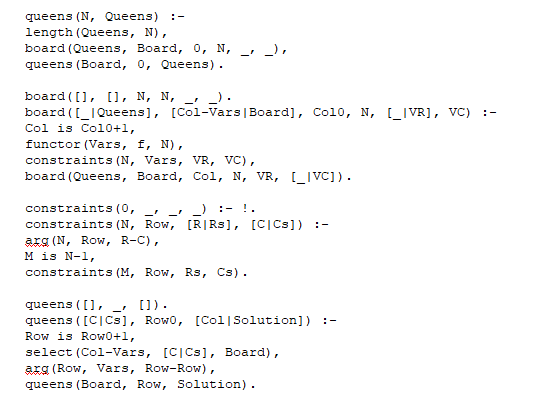 queens(N, Queens) :-
length(Queens, N),
board(Queens, Board, 0, N, _, _),
queens(Board, 0, Queens).
board([], [], N, N, _, _).
board([_|Queens], [Col-Vars|Board], Col0, N, [_|VR], VC) :-
Col is Col0+1,
functor(Vars, f, N),
constraints(N, Vars, VR, VC),
board(Queens, Board, Col, N, VR, [_|VC]).
constraints(0, _, _, _) :- !.
constraints(N, Row, [R|Rs], [C|Cs]) :-
arg(N, Row, R-C),
M is N-1,
constraints(M, Row, Rs, Cs).
queens([], _, []).
queens([C|Cs], Row0, [Col|Solution]) :-
Row is Row0+1,
select(Col-Vars, [C|Cs], Board),
arg(Row, Vars, Row-Row),
queens(Board, Row, Solution).